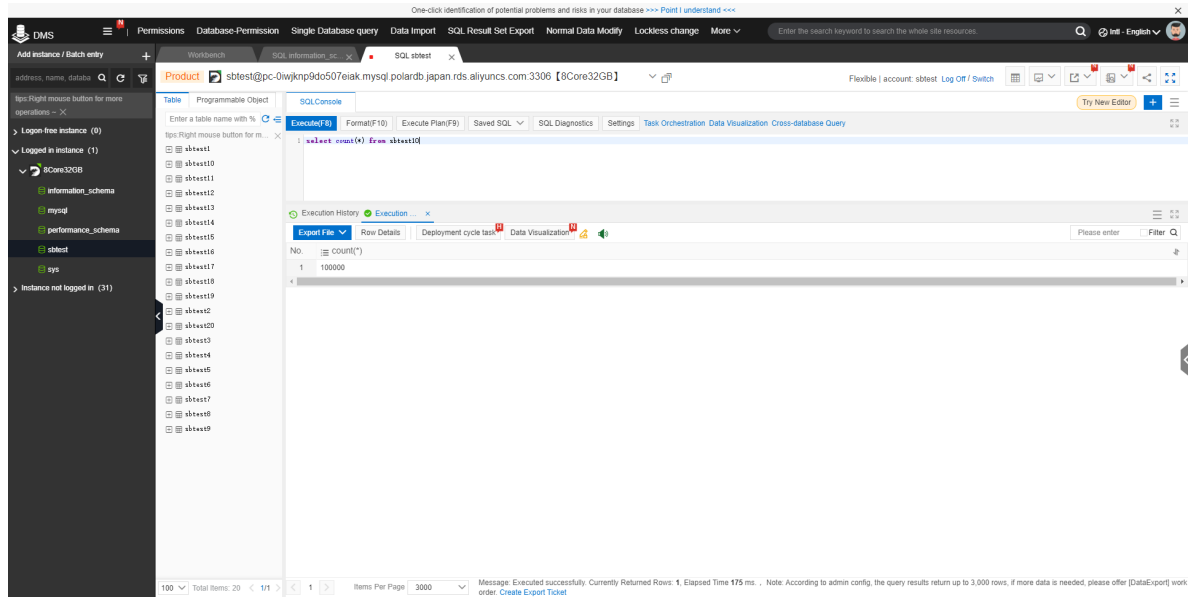 One-click identification of potential problems and risks in your database >>> Point I understand <<<
DMS
N
Permissions Database-Permission Single Database query Data Import SQL Result Set Export Normal Data Modify Lockless change More
Enter the search keyword to search the whole site resources.
Intl - English
Add instance / Batch entry +
Workbench
SQL information_sc... x
SQL sbtest x
address, name, databa
Product
sbtest@pc-0iwjknp9do507eiak.mysql.polardb.japan.rds.aliyuncs.com:3306【8Core32GB】
Flexible | account: sbtest Log Off / Switch
tips:Right mouse button for more operations ~ ×
Logon-free instance (0)
Logged in instance (1)
8Core32GB
information_schema
mysql
performance_schema
sbtest
sys
Instance not logged in (31)
Table Programmable Object
Enter a table name with %
tips:Right mouse button for m... ×
sbtest1
sbtest10
sbtest11
sbtest12
sbtest13
sbtest14
sbtest15
sbtest16
sbtest17
sbtest18
sbtest19
sbtest2
sbtest20
sbtest3
sbtest4
sbtest5
sbtest6
sbtest7
sbtest8
sbtest9
100 Total Items: 20 < 1/1 >
SQLConsole
Try New Editor +
Execute(F8) Format(F10) Execute Plan(F9) Saved SQL SQL Diagnostics Settings Task Orchestration Data Visualization Cross-database Query
1 select count(*) from sbtest10
Execution History Execution ... ×
Export File Row Details Deployment cycle task Data Visualization
Please enter Filter
No. count(*)
1 100000
< 1 > Items Per Page 3000
Message: Executed successfully. Currently Returned Rows: 1, Elapsed Time 175 ms. , Note: According to admin config, the query results return up to 3,000 rows, if more data is needed, please offer [DataExport] work
order. Create Export Ticket